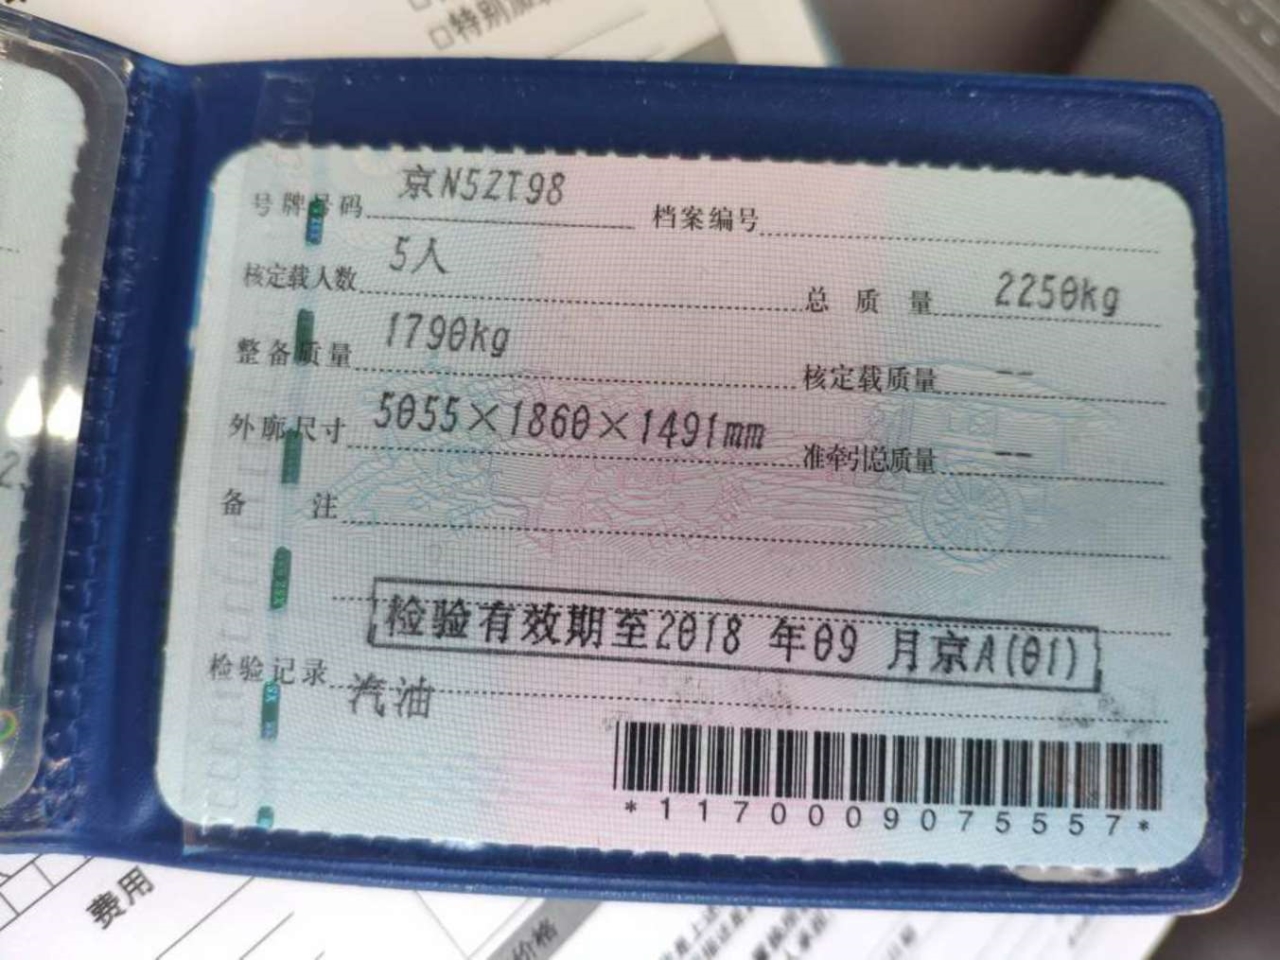 □特别
号牌号码 京N5ZT98 档案编号
核定载人数 5人 总质量 2250kg
整备质量 1790kg 核定载质量 --
外廓尺寸 5055×1860×1491mm 准牵引总质量 --
备注
检验有效期至2018 年09 月京A(01)
检验记录
汽油
*1170009075557*
费用
价格